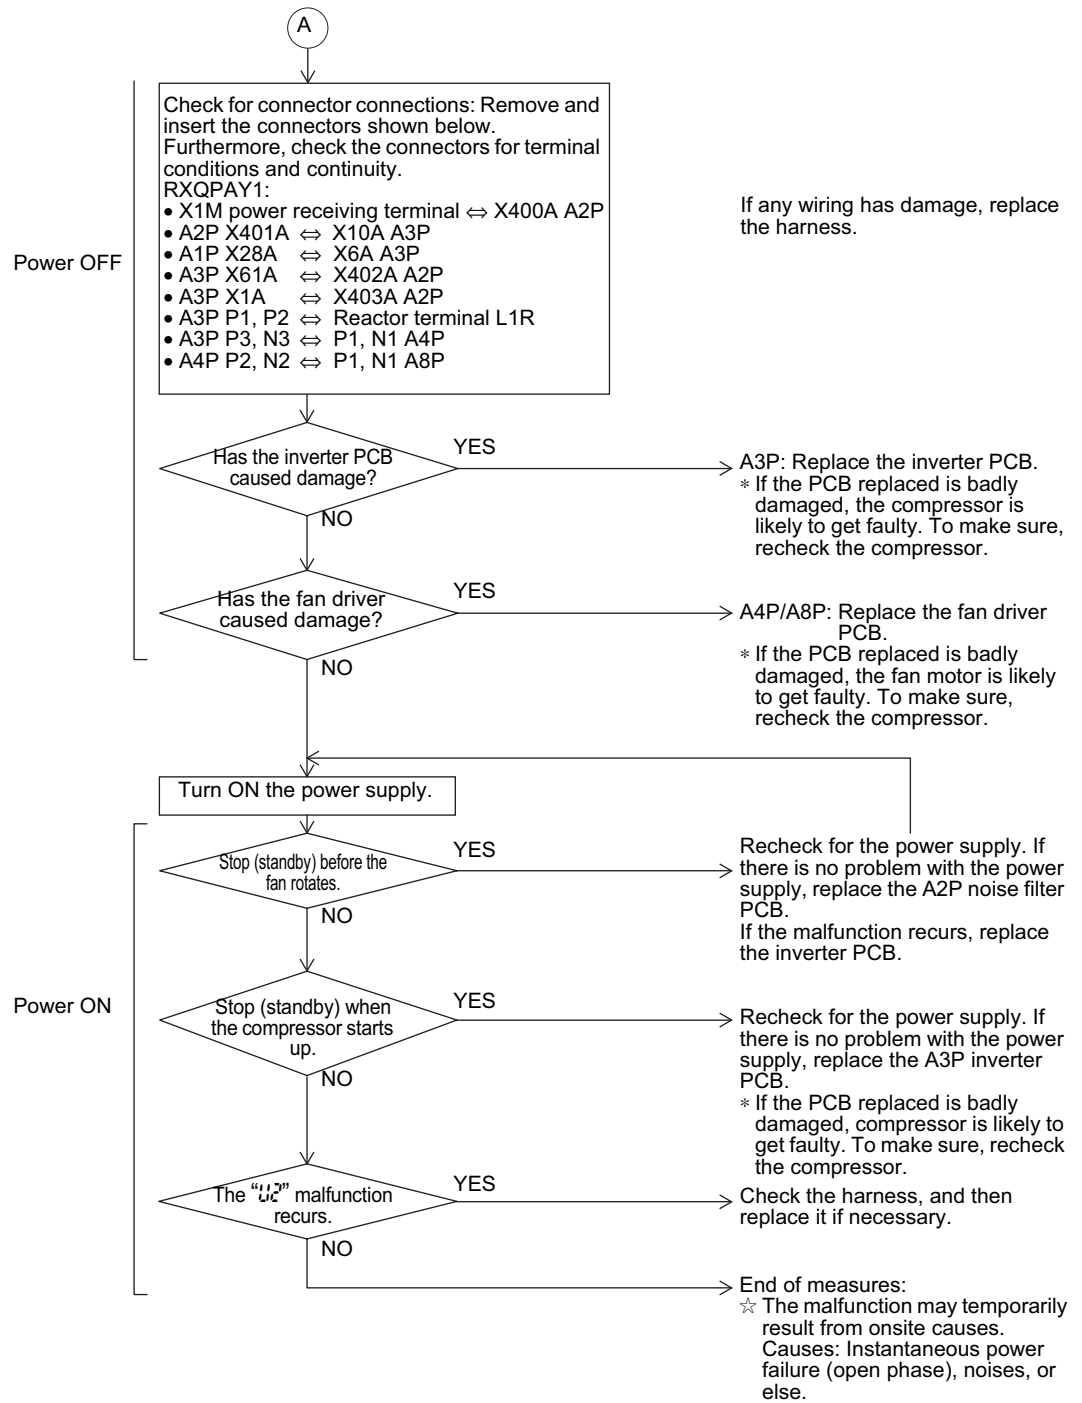 A
Check for connector connections: Remove and
insert the connectors shown below.
Furthermore, check the connectors for terminal
conditions and continuity.
RXQPAY1:
• X1M power receiving terminal ⇔ X400A A2P
• A2P X401A ⇔ X10A A3P
• A1P X28A ⇔ X6A A3P
• A3P X61A ⇔ X402A A2P
• A3P X1A ⇔ X403A A2P
• A3P P1, P2 ⇔ Reactor terminal L1R
• A3P P3, N3 ⇔ P1, N1 A4P
• A4P P2, N2 ⇔ P1, N1 A8P
If any wiring has damage, replace
the harness.
Power OFF
Has the inverter PCB
caused damage?
YES
NO
A3P: Replace the inverter PCB.
* If the PCB replaced is badly
damaged, the compressor is
likely to get faulty. To make sure,
recheck the compressor.
Has the fan driver
caused damage?
YES
NO
A4P/A8P: Replace the fan driver
PCB.
* If the PCB replaced is badly
damaged, the fan motor is likely
to get faulty. To make sure,
recheck the compressor.
Turn ON the power supply.
Stop (standby) before the
fan rotates.
YES
NO
Recheck for the power supply. If
there is no problem with the power
supply, replace the A2P noise filter
PCB.
If the malfunction recurs, replace
the inverter PCB.
Power ON
Stop (standby) when
the compressor starts
up.
YES
NO
Recheck for the power supply. If
there is no problem with the power
supply, replace the A3P inverter
PCB.
* If the PCB replaced is badly
damaged, compressor is likely to
get faulty. To make sure, recheck
the compressor.
The “U2” malfunction
recurs.
YES
NO
Check the harness, and then
replace it if necessary.
End of measures:
☆ The malfunction may temporarily
result from onsite causes.
Causes: Instantaneous power
failure (open phase), noises, or
else.